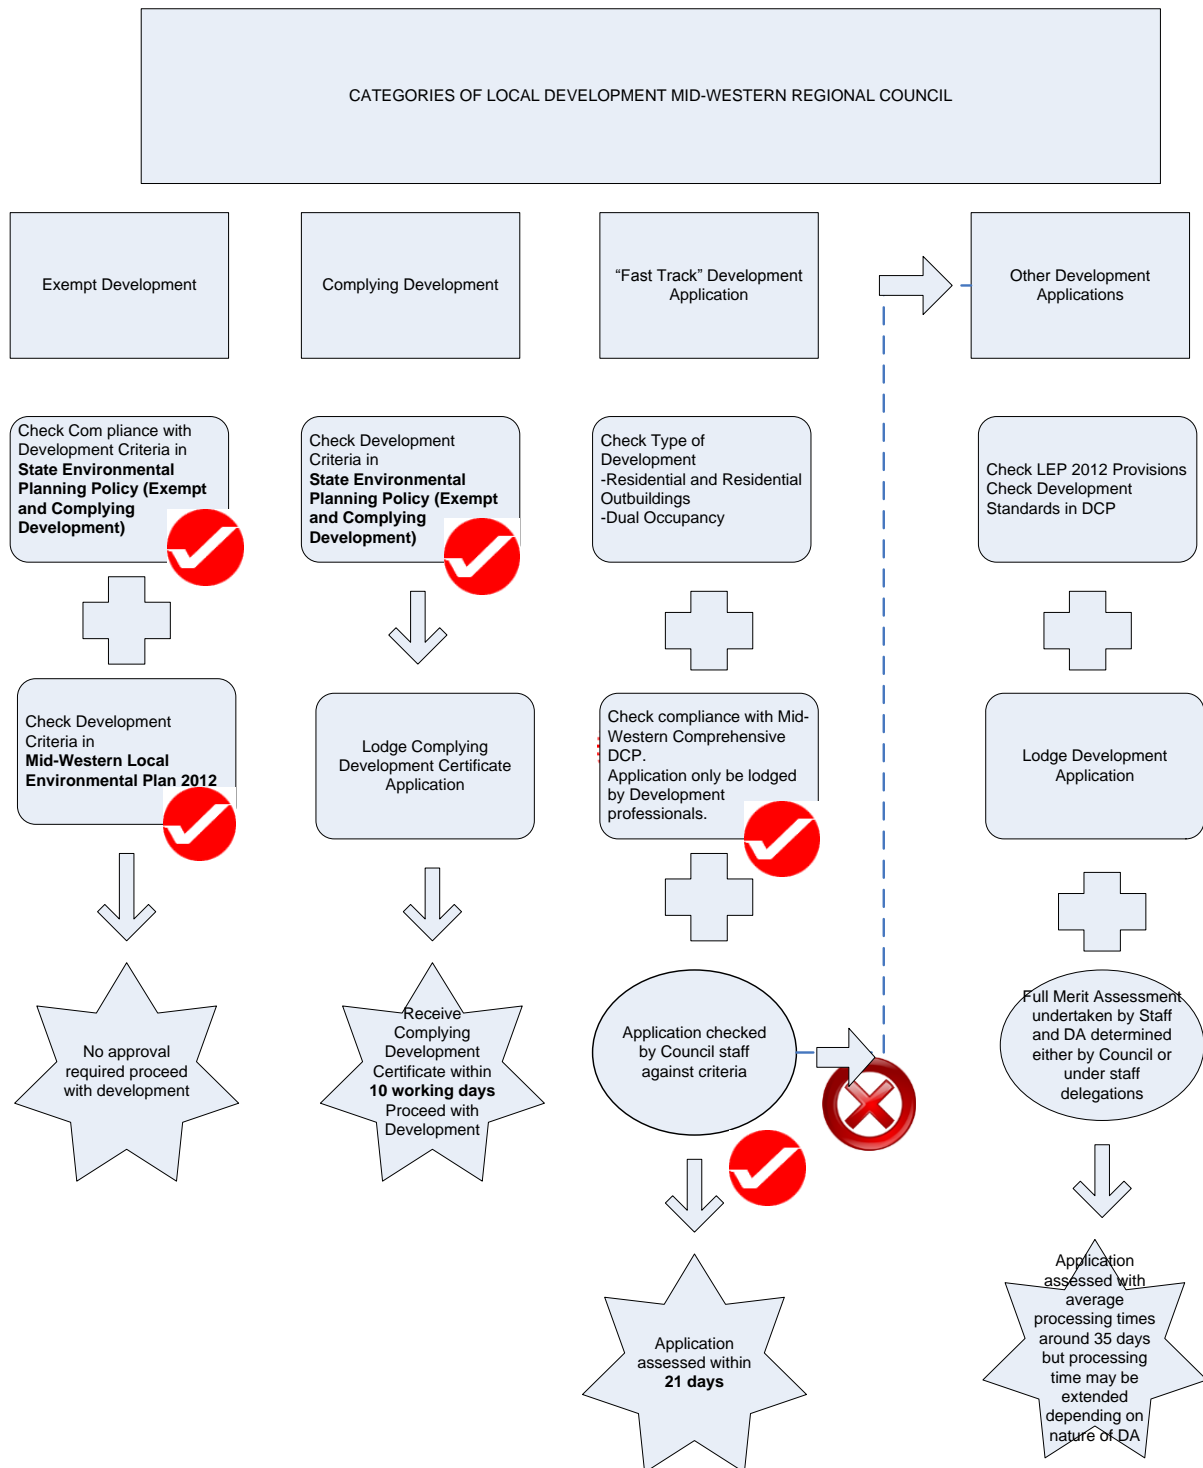 CATEGORIES OF LOCAL DEVELOPMENT MID-WESTERN REGIONAL COUNCIL
Exempt Development
Complying Development
“Fast Track” Development
Application
Other Development
Applications
Check Com pliance with
Development Criteria in
State Environmental
Planning Policy (Exempt
and Complying
Development)
Check Development
Criteria in
State Environmental
Planning Policy (Exempt
and Complying
Development)
Check Type of
Development
-Residential and Residential
Outbuildings
-Dual Occupancy
Check LEP 2012 Provisions
Check Development
Standards in DCP
Check Development
Criteria in
Mid-Western Local
Environmental Plan 2012
Lodge Complying
Development Certificate
Application
Check compliance with Mid-
Western Comprehensive
DCP.
Application only be lodged
by Development
professionals.
Lodge Development
Application
No approval
required proceed
with development
Receive
Complying
Development
Certificate within
10 working days
Proceed with
Development
Application checked
by Council staff
against criteria
Full Merit Assessment
undertaken by Staff
and DA determined
either by Council or
under staff
delegations
Application
assessed within
21 days
Application
assessed with
average
processing times
around 35 days
but processing
time may be
extended
depending on
nature of DA